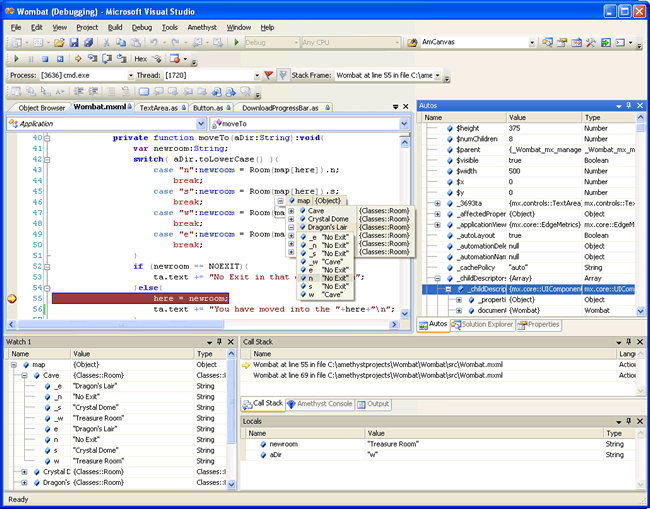 Wombat (Debugging) - Microsoft Visual Studio
File Edit View Project Build Debug Tools Amethyst Window Help
Debug Any CPU AmCanvas
Hex
Process: [3636] cmd.exe Thread: [1720] Stack Frame: Wombat at line 55 in file C:\am
Object Browser Wombat.mxml TextArea.as Button.as DownloadProgressBar.as
Application moveTo
40 private function moveTo(aDir:String):void{
41 var newroom:String;
42 switch( aDir.toLowerCase() ){
43 case "n":newroom = Room(map[here]).n;
44 break;
45 case "s":newroom = Room(map[here]).s;
46 break;
47 case "w":newroom = Room(ma
48 break;
49 case "e":newroom = Room(ma
50 break;
51 }
52 if (newroom == NOEXIT){
53 ta.text += "No Exit in that \n";
54 }else{
55 here = newroom;
56 ta.text += "You have moved into the "+here+"\n";
map {Object}
Cave {Classes::Room}
Crystal Dome {Classes::Room}
Dragon's Lair {Classes::Room}
_e "No Exit" {Classes::Room}
_n "No Exit" {Classes::Room}
_s "No Exit"
_w "Cave"
e "No Exit"
n "No Exit"
s "No Exit"
w "Cave"
Autos
Name Value Type
$height 375 Number
$numChildren 8 Number
$parent {_Wombat_mx_manage
$visible true Boolean
$width 500 Number
$x 0 Number
$y 0 Number
_3693ta {mx.controls::TextArea} mx.controls
_affectedProper {Object} Object
_applicationView {mx.core::EdgeMetrics} mx.core::Ec
_autoLayout true Boolean
_automationDele null Object
_automationNam null Object
_cachePolicy "auto" String
_childDescriptor {Array} Array
_childDescrip {mx.core::UIComponen mx.core::UIC
_properti {Object} Object
document {Wombat} Wombat
Autos Solution Explorer Properties
Watch 1
Name Value Type
map {Object} Object
Cave {Classes::Room} Classes::R
_e "Dragon's Lair" String
_n "No Exit" String
_s "Crystal Dome" String
_w "Treasure Room" String
e "Dragon's Lair" String
n "No Exit" String
s "Crystal Dome" String
w "Treasure Room" String
Crystal D {Classes::Room} Classes::R
Dragon's {Classes::Room} Classes::R
Call Stack
Name Lang
Wombat at line 55 in file C:\amethystprojects\Wombat\Wombat\src\Wombat.mxml Action
Wombat at line 69 in file C:\amethystprojects\Wombat\Wombat\src\Wombat.mxml Action
Call Stack Amethyst Console Output
Locals
Name Value Type
newroom "Treasure Room" String
aDir "w" String
Ready